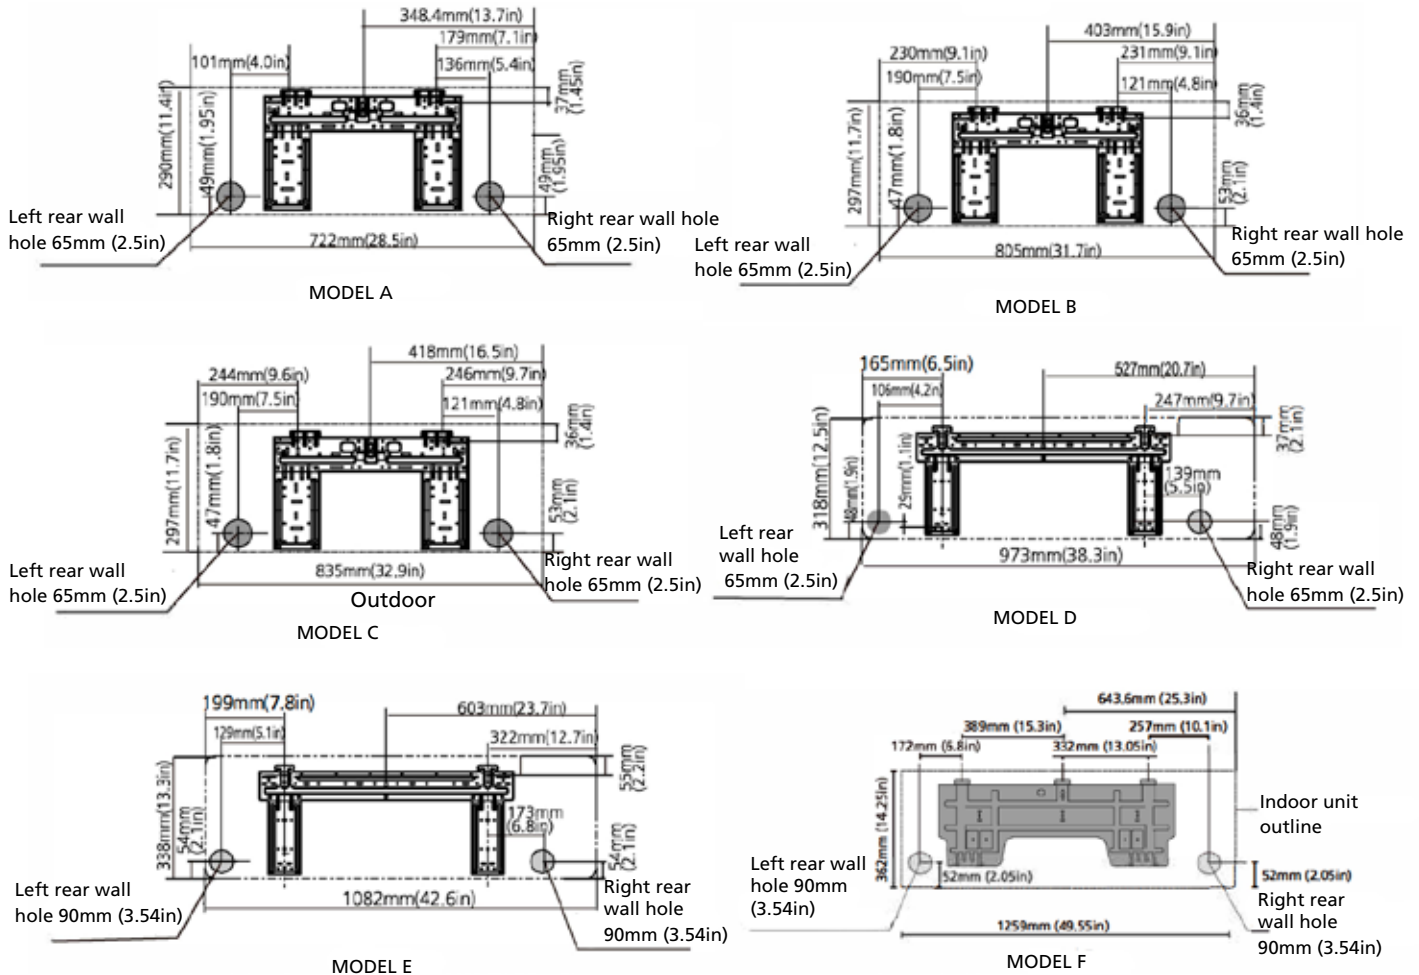 348.4mm(13.7in)
179mm(7.1in)
101mm(4.0in)
136mm(5.4in)
37mm
(1.45in)
290mm(11.4in)
49mm(1.95in)
49mm
(1.95in)
Left rear wall
hole 65mm (2.5in)
Right rear wall hole
65mm (2.5in)
722mm(28.5in)
MODEL A
403mm(15.9in)
230mm(9.1in)
231mm(9.1in)
190mm(7.5in)
121mm(4.8in)
36mm
(1.4in)
297mm(11.7in)
47mm(1.8in)
53mm
(2.1in)
Left rear wall
hole 65mm (2.5in)
Right rear wall hole
65mm (2.5in)
805mm(31.7in)
MODEL B
418mm(16.5in)
244mm(9.6in)
246mm(9.7in)
190mm(7.5in)
121mm(4.8in)
36mm
(1.4in)
297mm(11.7in)
47mm(1.8in)
53mm
(2.1in)
Left rear wall
hole 65mm (2.5in)
Right rear wall
hole 65mm (2.5in)
835mm(32,9in)
Outdoor
MODEL C
165mm(6.5in)
527mm(20.7in)
106mm(4.2in)
247mm(9.7in)
37mm
(2.1in)
318mm(12.5in)
48mm(1.9in)
29mm(1.1in)
139mm
(5.5in)
48mm
(1.9in)
Left rear
wall hole
65mm (2.5in)
973mm(38.3in)
Right rear wall
hole 65mm (2.5in)
MODEL D
199mm(7.8in)
603mm(23.7in)
129mm(5.1in)
322mm(12.7in)
55mm
(2.2in)
338mm(13.3in)
54mm
(2.1in)
173mm
(6.8in)
54mm
(2.1in)
Left rear wall
hole 90mm (3.54in)
1082mm(42.6in)
Right rear
wall hole
90mm (3.54in)
MODEL E
643.6mm (25.3in)
389mm (15.3in)
257mm (10.1in)
172mm (6.8in)
332mm (13.05in)
362mm (14.25in)
Indoor unit
outline
Left rear wall
hole 90mm
(3.54in)
52mm (2.05in)
52mm (2.05in)
Right rear
wall hole
90mm (3.54in)
1259mm (49.55in)
MODEL F